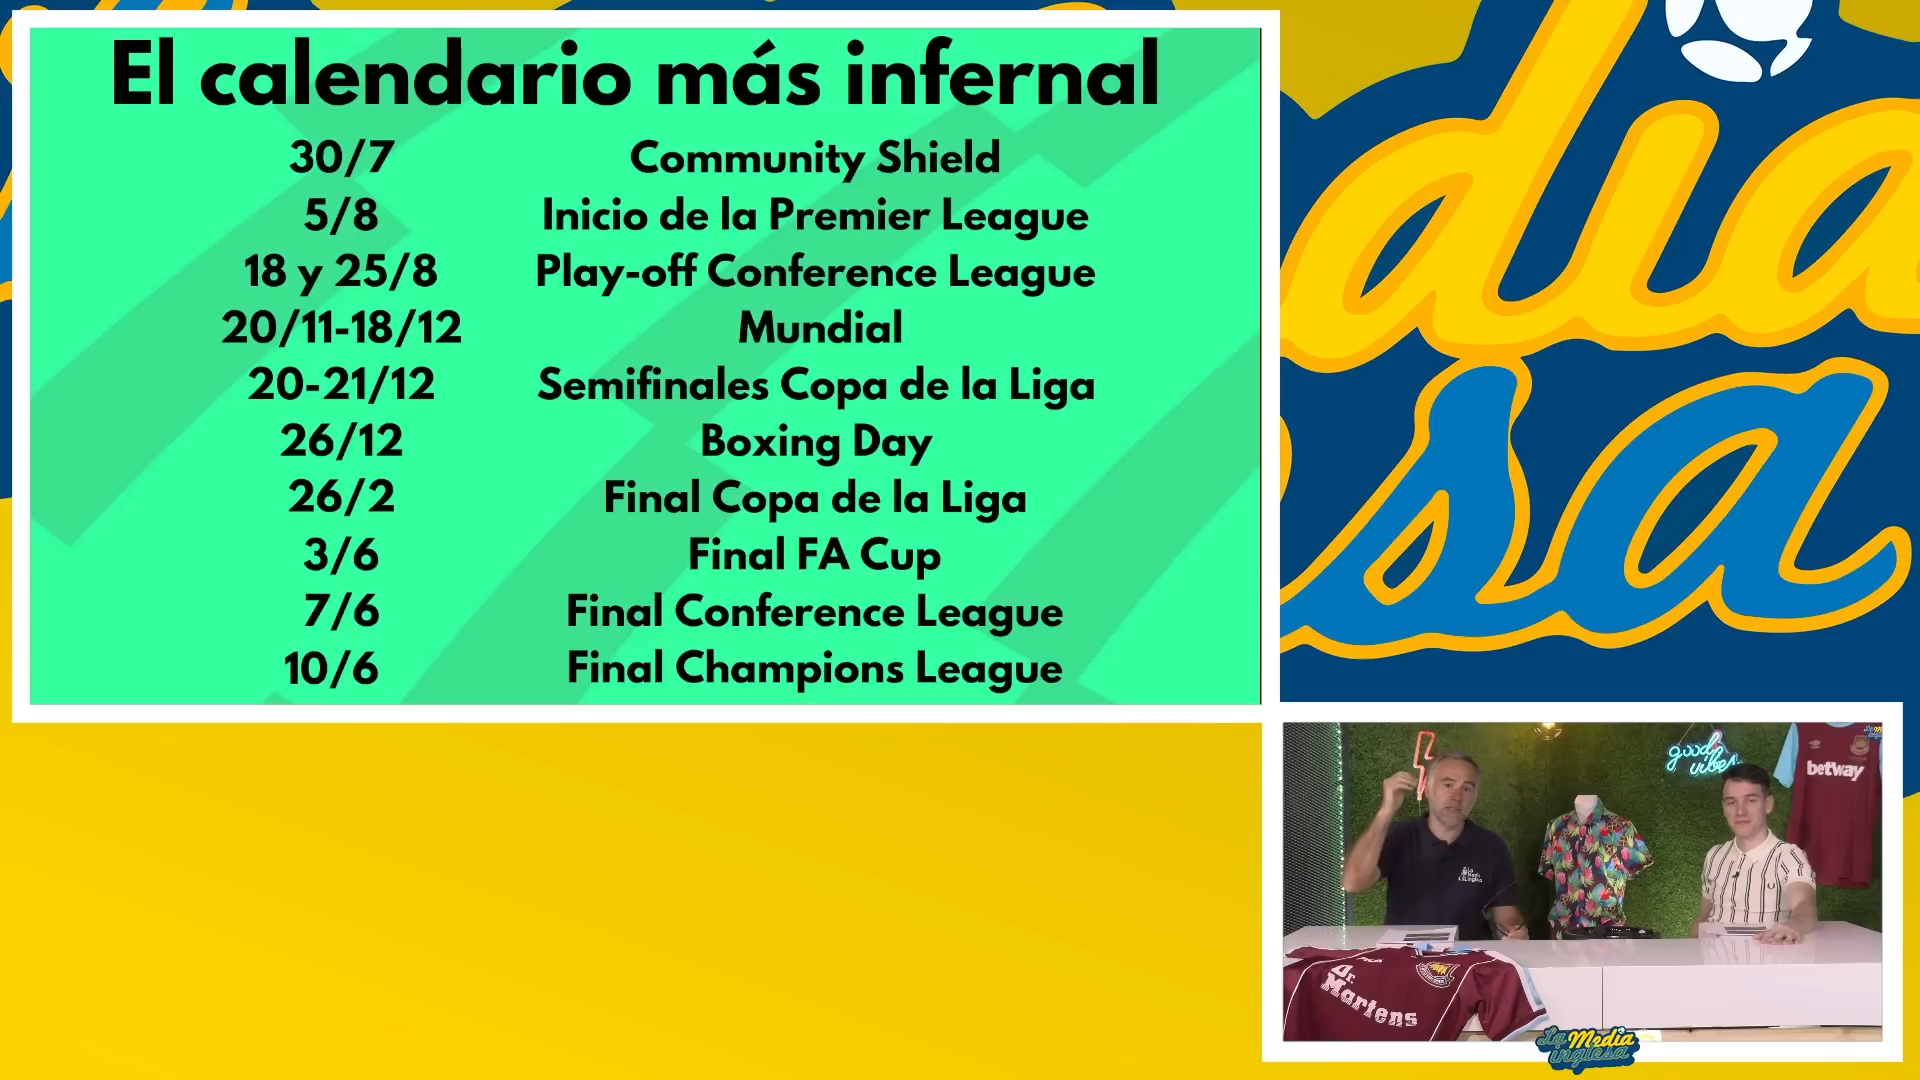 El calendario más infernal
30/7 Community Shield
5/8 Inicio de la Premier League
18 y 25/8 Play-off Conference League
20/11-18/12 Mundial
20-21/12 Semifinales Copa de la Liga
26/12 Boxing Day
26/2 Final Copa de la Liga
3/6 Final FA Cup
7/6 Final Conference League
10/6 Final Champions League
dia
sa
good
vibes
betway
Dr.
Martens
La Media
inglesa